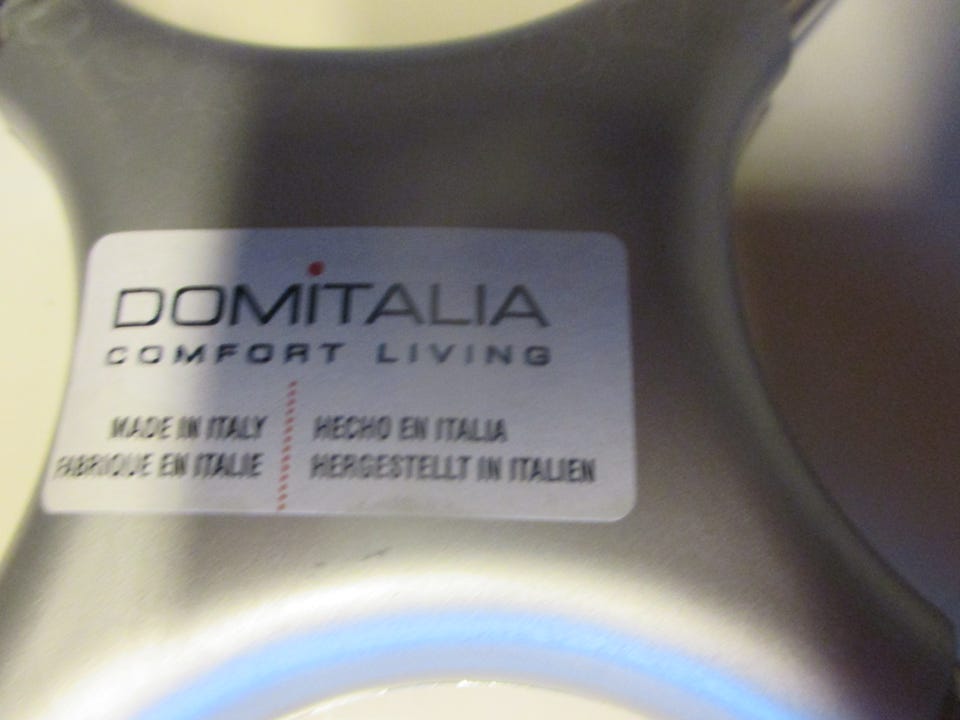 DOMITALIA
COMFORT LIVING
MADE IN ITALY
FABRIQUE EN ITALIE
HECHO EN ITALIA
HERGESTELLT IN ITALIEN